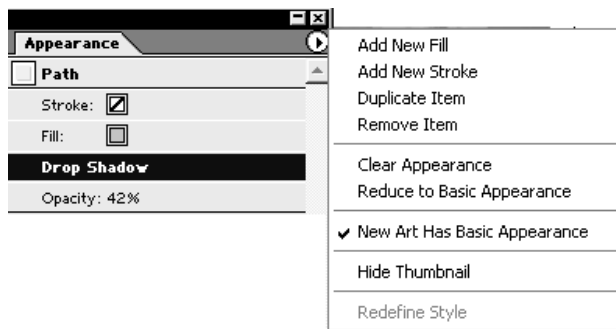 Appearance
Path
Stroke:
Fill:
Drop Shadow
Opacity: 42%
Add New Fill
Add New Stroke
Duplicate Item
Remove Item
Clear Appearance
Reduce to Basic Appearance
New Art Has Basic Appearance
Hide Thumbnail
Redefine Style